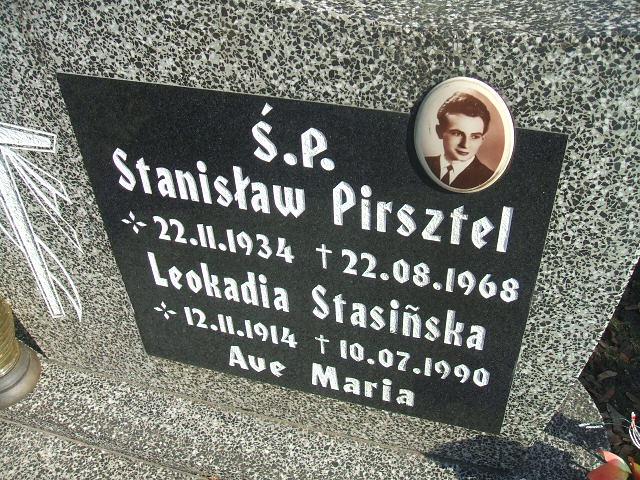 Ś.P.
Stanisław Pirsztel
22.11.1934 † 22.08.1968
Leokadia Stasińska
12.11.1914 † 10.07.1990
Ave Maria